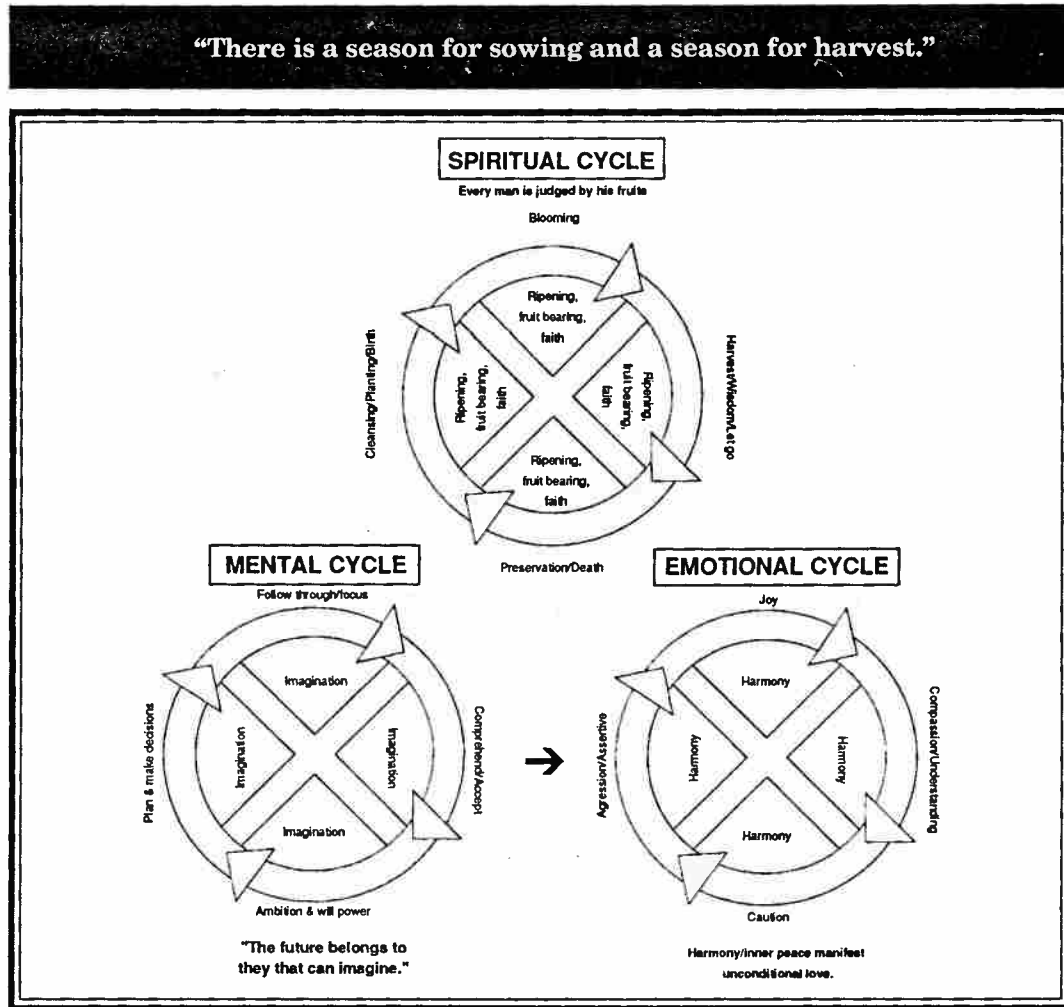 “There is a season for sowing and a season for harvest.”
SPIRITUAL CYCLE
Every man is judged by his fruits
Blooming
Cleansing/Planting/Birth
Ripening,
fruit bearing,
faith
Ripening,
fruit bearing,
faith
Ripening,
fruit bearing,
faith
Harvest/Wisdom/Let go
Ripening,
fruit bearing,
faith
Preservation/Death
MENTAL CYCLE
Follow through/focus
Plan & make decisions
Imagination
Imagination
Imagination
Comprehend/Accept
Imagination
Ambition & will power
"The future belongs to
they that can imagine."
EMOTIONAL CYCLE
Joy
Agression/Assertive
Harmony
Harmony
Harmony
Compassion/Understanding
Harmony
Caution
Harmony/inner peace manifest
unconditional love.